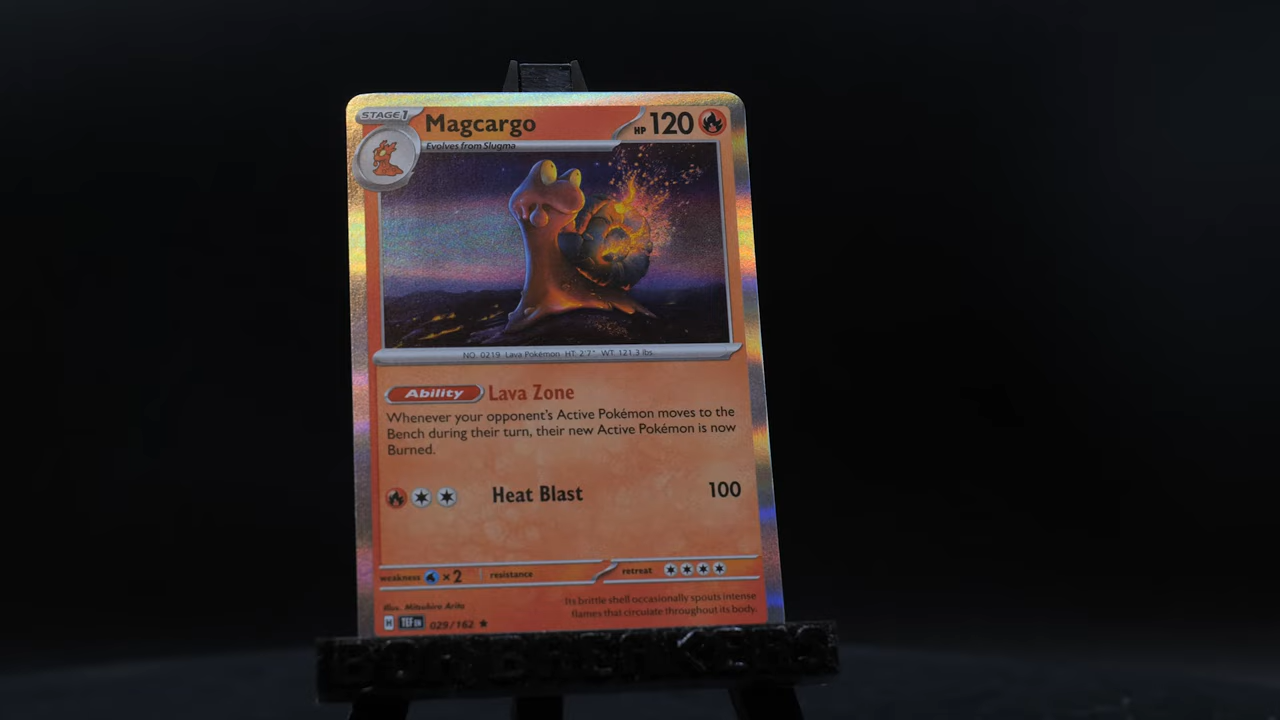 STAGE 1
Magcargo
HP 120
Evolves from Slugma
NO. 0219 Lava Pokémon HT: 2'7" WT: 121.3 lbs.
Ability Lava Zone
Whenever your opponent's Active Pokémon moves to the
Bench during their turn, their new Active Pokémon is now
Burned.
Heat Blast 100
weakness ×2 resistance retreat
Illus. Mitsuhiro Arita
Its brittle shell occasionally spouts intense
flames that circulate throughout its body.
H TEF EN 029/162